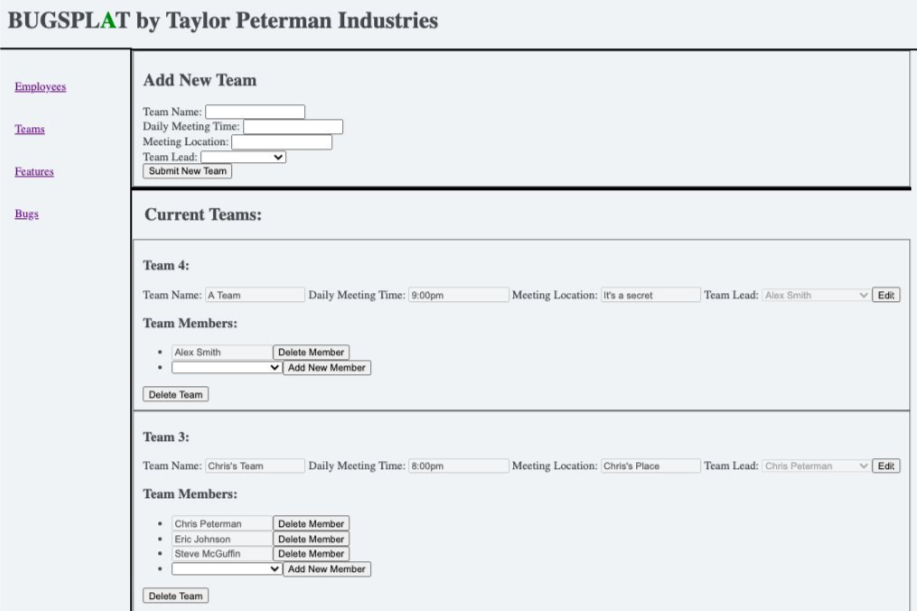 BUGSPLAT by Taylor Peterman Industries
Employees
Teams
Features
Bugs
Add New Team
Team Name:
Daily Meeting Time:
Meeting Location:
Team Lead:
Submit New Team
Current Teams:
Team 4:
Team Name: A Team Daily Meeting Time: 9:00pm Meeting Location: It's a secret Team Lead: Alex Smith Edit
Team Members:
Alex Smith Delete Member
Add New Member
Delete Team
Team 3:
Team Name: Chris's Team Daily Meeting Time: 8:00pm Meeting Location: Chris's Place Team Lead: Chris Peterman Edit
Team Members:
Chris Peterman Delete Member
Eric Johnson Delete Member
Steve McGuffin Delete Member
Add New Member
Delete Team